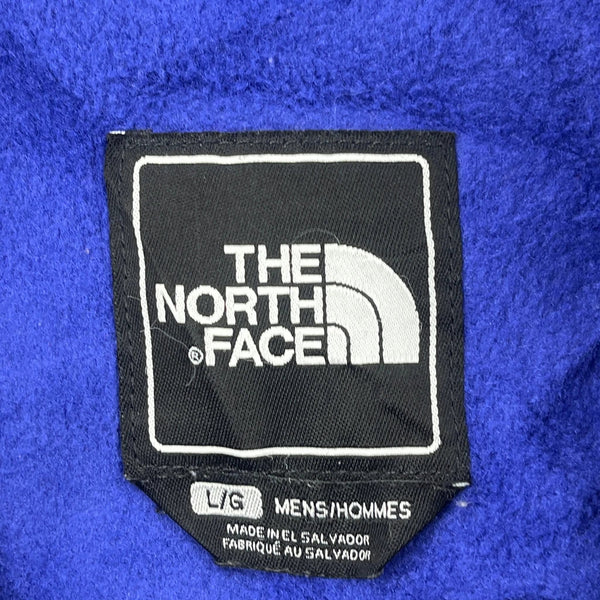 THE
NORTH
®FACE
L/G MENS/HOMMES
MADE IN EL SALVADOR
FABRIQUÉ AU SALVADOR